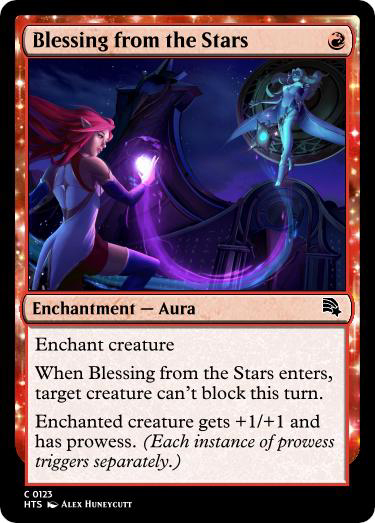 Blessing from the Stars
Enchantment — Aura
Enchant creature
When Blessing from the Stars enters,
target creature can't block this turn.
Enchanted creature gets +1/+1 and
has prowess. (Each instance of prowess
triggers separately.)
C 0123
HTS Alex Huneycutt